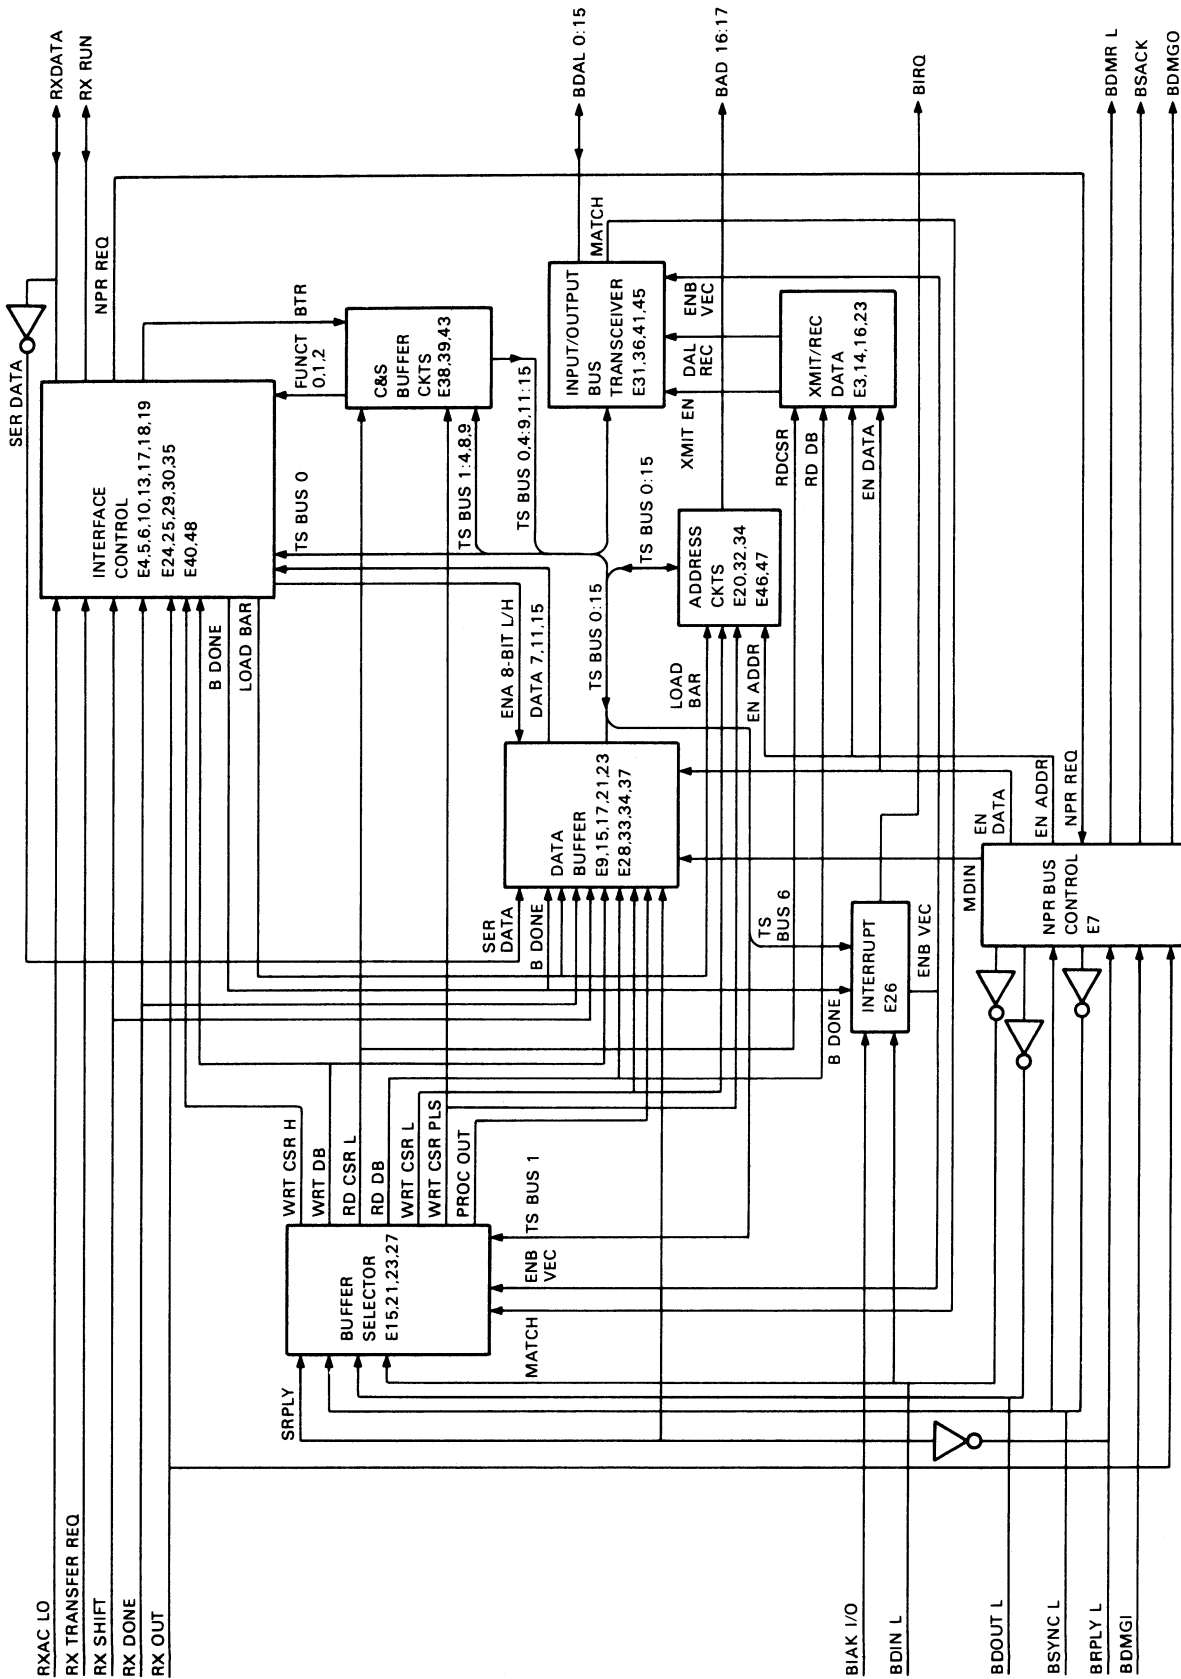 RXAC LO
RX TRANSFER REQ
RX SHIFT
RX DONE
RX OUT
SER DATA
RXDATA
RX RUN
NPR REQ
INTERFACE
CONTROL
E4,5,6,10,13,17,18,19
E24,25,29,30,35
E40,48
B DONE
LOAD BAR
TS BUS 0
FUNCT
0,1,2
BTR
C&S
BUFFER
CKTS
E38,39,43
ENA 8-BIT L/H
DATA 7,11,15
TS BUS 1:4,8,9
TS BUS 0,4:9,11:15
WRT CSR H
WRT DB
RD CSR L
RD DB
WRT CSR L
WRT CSR PLS
PROC OUT
SRPLY
BUFFER
SELECTOR
E15,21,23,27
MATCH
ENB
VEC
TS BUS 1
SER
DATA
B DONE
DATA
BUFFER
E9,15,17,21,23
E28,33,34,37
TS BUS 0:15
INPUT/OUTPUT
BUS
TRANSCEIVER
E31,36,41,45
BDAL 0:15
MATCH
TS BUS 0:15
LOAD
BAR
EN ADDR
ADDRESS
CKTS
E20,32,34
E46,47
BAD 16:17
XMIT EN
DAL
REC
ENB
VEC
RDCSR
RD DB
EN DATA
XMIT/REC
DATA
E3,14,16,23
TS
BUS 6
B DONE
INTERRUPT
E26
ENB VEC
BIRQ
MDIN
EN
DATA
EN ADDR
NPR REQ
NPR BUS
CONTROL
E7
BIAK I/O
BDIN L
BDOUT L
BSYNC L
BRPLY L
BDMGI
BDMR L
BSACK
BDMGO